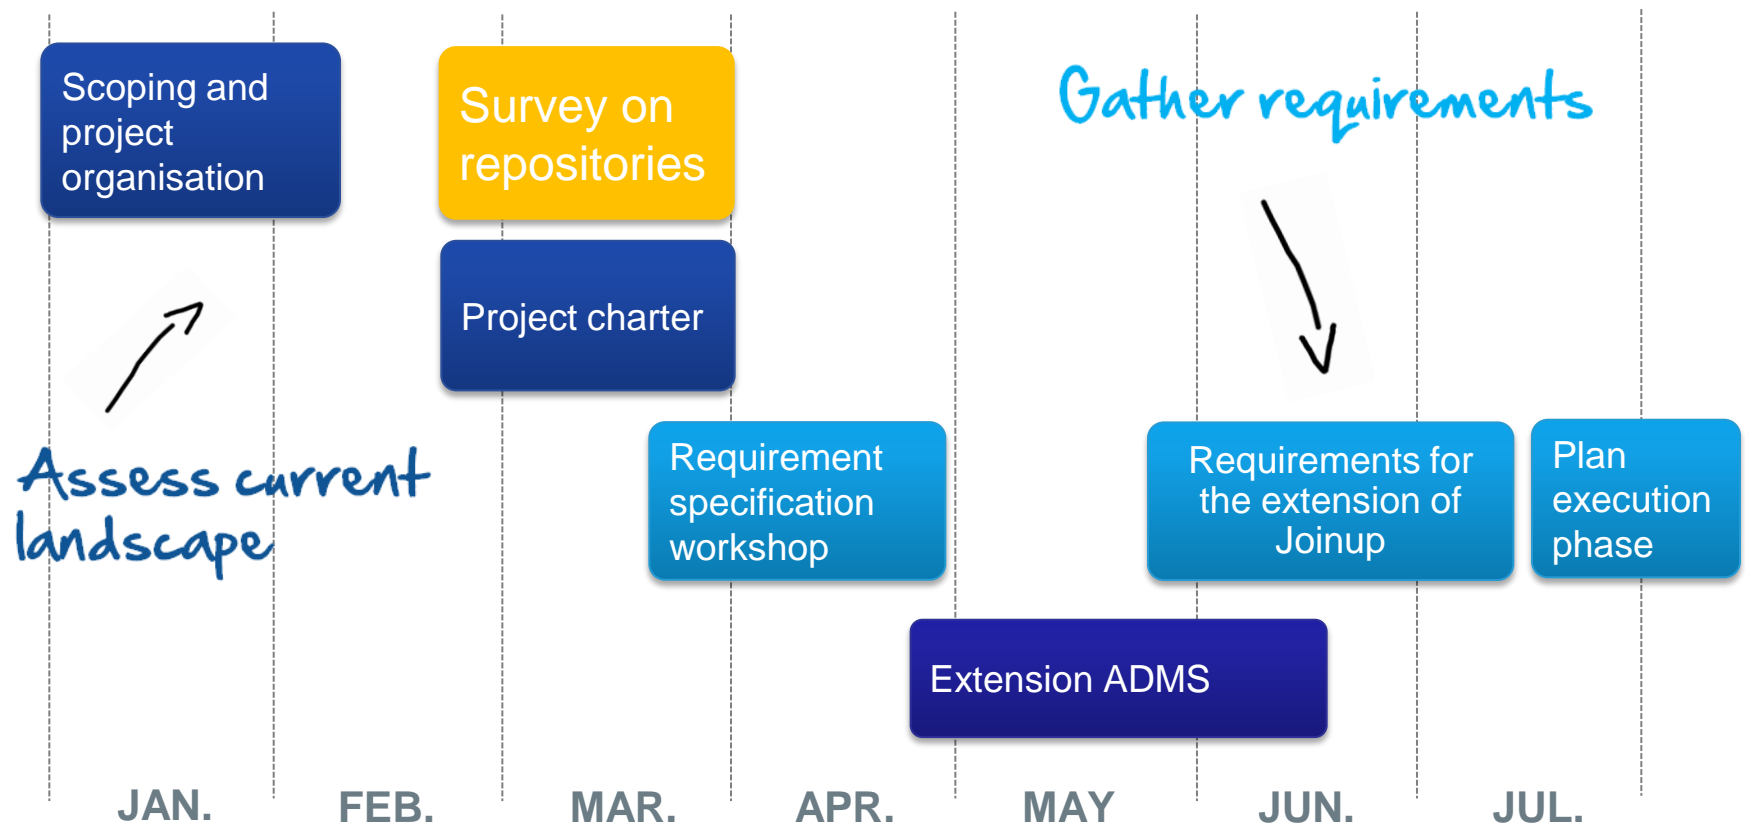 Scoping and
project
organisation
Survey on
repositories
Gather requirements
Project charter
Assess current
landscape
Requirement
specification
workshop
Requirements for
the extension of
Joinup
Plan
execution
phase
Extension ADMS
JAN. FEB. MAR. APR. MAY JUN. JUL.